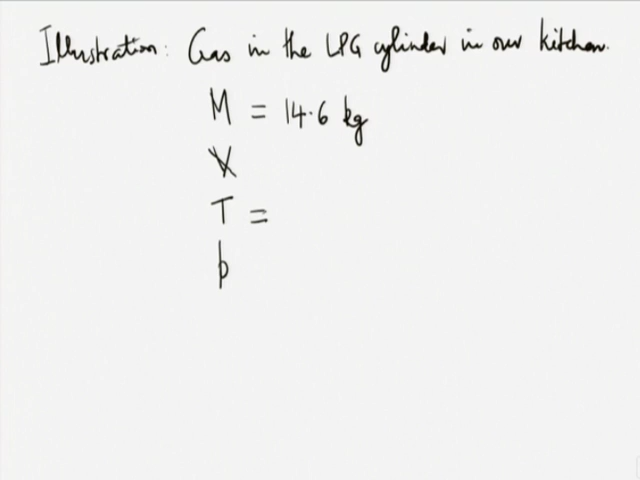 Illustration: Gas in the LPG cylinder in our kitchen.
M = 14.6 kg
V
T =
p